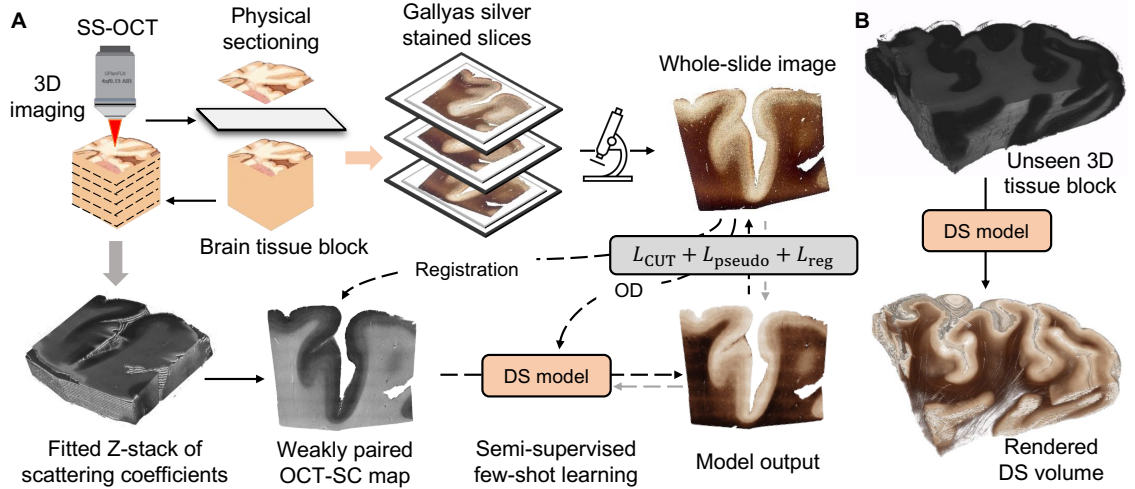 A
SS-OCT
3D
imaging
Physical
sectioning
Brain tissue block
Gallyas silver
stained slices
Whole-slide image
L_CUT + L_pseudo + L_reg
Registration
OD
DS model
Fitted Z-stack of
scattering coefficients
Weakly paired
OCT-SC map
Semi-supervised
few-shot learning
Model output
B
Unseen 3D
tissue block
DS model
Rendered
DS volume